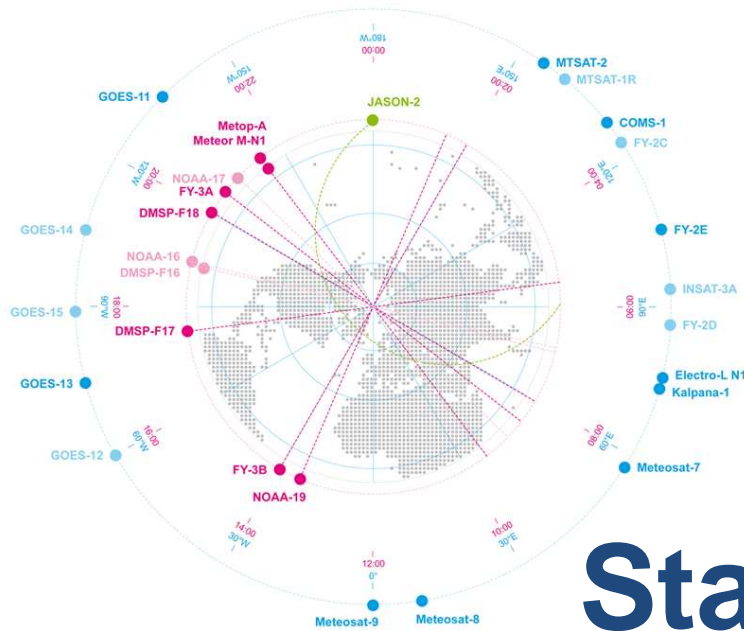 180°W
00:00
150°W
22:00
150°E
02:00
MTSAT-2
MTSAT-1R
GOES-11
JASON-2
COMS-1
FY-2C
Metop-A
Meteor M-N1
120°W
20:00
120°E
04:00
NOAA-17
FY-3A
DMSP-F18
GOES-14
FY-2E
NOAA-16
DMSP-F16
INSAT-3A
GOES-15
90°W
18:00
06:00
90°E
FY-2D
DMSP-F17
Electro-L N1
Kalpana-1
GOES-13
16:00
60°W
08:00
60°E
GOES-12
Meteosat-7
FY-3B
NOAA-19
14:00
30°W
10:00
30°E
12:00
0°
Meteosat-9
Meteosat-8
Sta